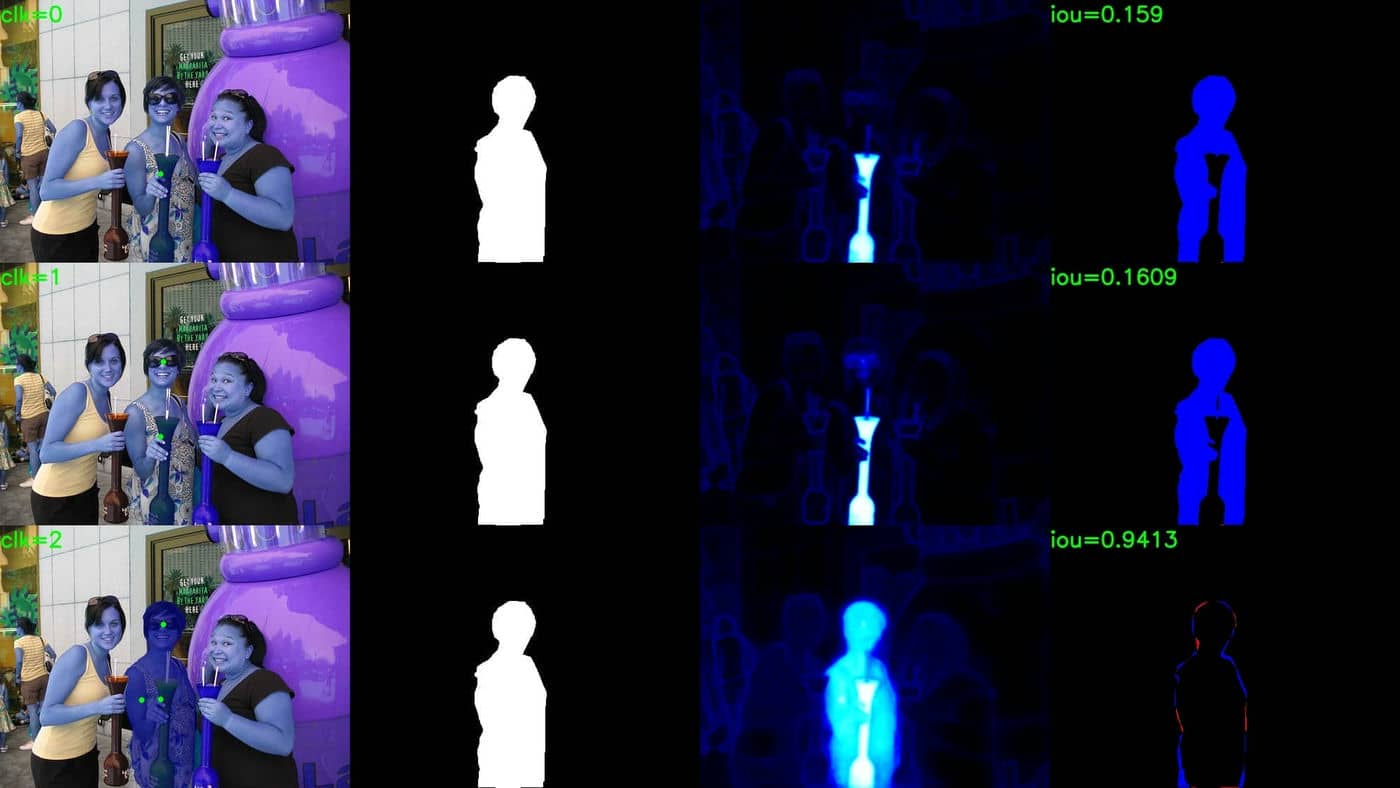 clk=0
iou=0.159
GET YOUR
MARGARITA
BY THE YARD
HERE
clk=1
iou=0.1609
GET YOUR
MARGARITA
BY THE YARD
HERE
clk=2
iou=0.9413
GET YOUR
MARGARITA
BY THE YARD
HERE